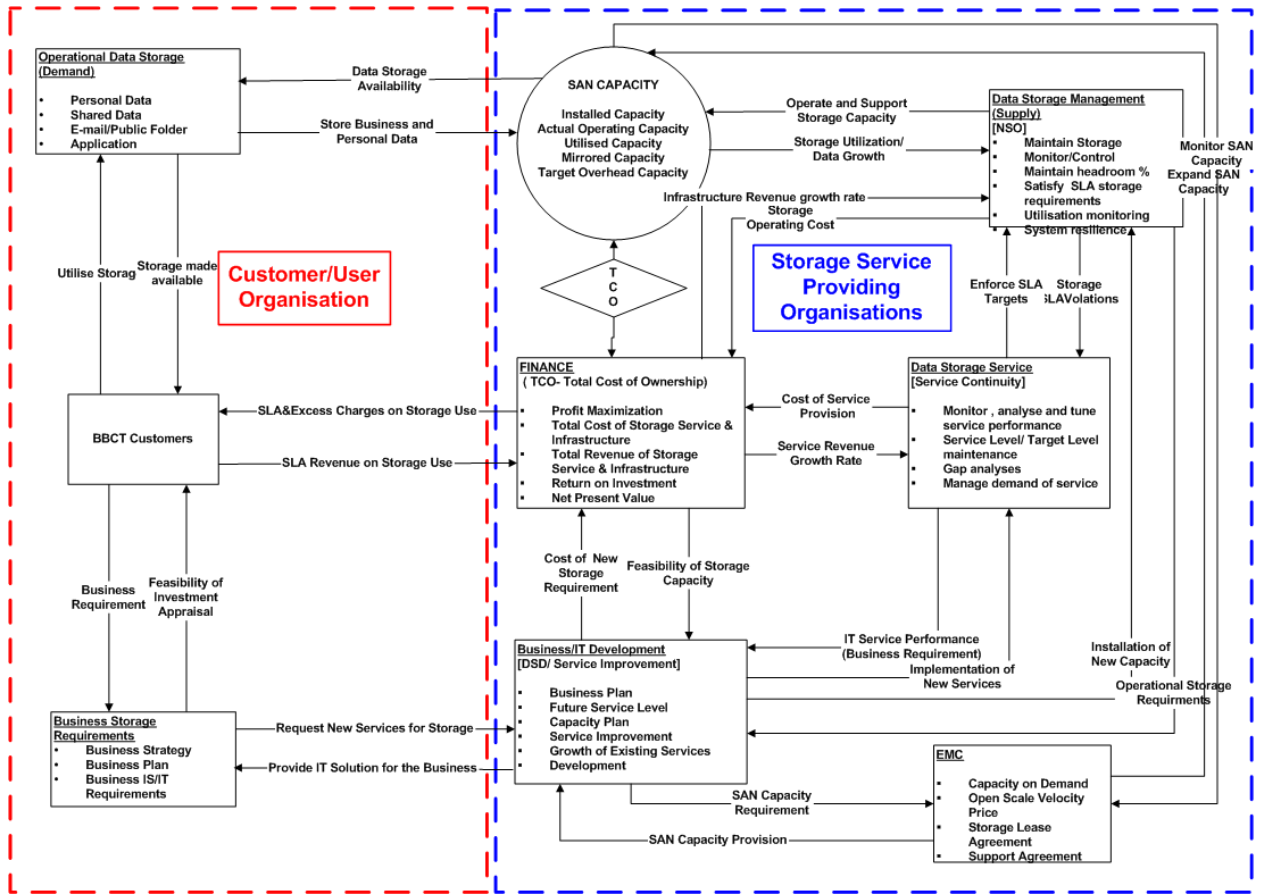 Operational Data Storage
(Demand)
▪ Personal Data
▪ Shared Data
▪ E-mail/Public Folder
▪ Application
Data Storage
Availability
Store Business and
Personal Data
SAN CAPACITY
Installed Capacity
Actual Operating Capacity
Utilised Capacity
Mirrored Capacity
Target Overhead Capacity
Operate and Support
Storage Capacity
Storage Utilization/
Data Growth
Data Storage Management
(Supply)
[NSO]
▪ Maintain Storage
▪ Monitor/Control
▪ Maintain headroom %
▪ Satisfy SLA storage
requirements
▪ Utilisation monitoring
▪ System resilience
Monitor SAN
Capacity
Expand SAN
Capacity
Infrastructure Revenue growth rate
Storage
Operating Cost
Utilise Storag
Storage made
available
Customer/User
Organisation
T
C
O
Storage Service
Providing
Organisations
Enforce SLA
Targets
Storage
SLAVolations
BBCT Customers
SLA&Excess Charges on Storage Use
SLA Revenue on Storage Use
FINANCE
( TCO- Total Cost of Ownership)
▪ Profit Maximization
▪ Total Cost of Storage Service &
Infrastructure
▪ Total Revenue of Storage
Service & Infrastructure
▪ Return on Investment
▪ Net Present Value
Cost of Service
Provision
Service Revenue
Growth Rate
Data Storage Service
[Service Continuity]
▪ Monitor , analyse and tune
service performance
▪ Service Level/ Target Level
maintenance
▪ Gap analyses
▪ Manage demand of service
Business
Requirement
Feasibility of
Investment
Appraisal
Cost of New
Storage
Requirement
Feasibility of Storage
Capacity
IT Service Performance
(Business Requirement)
Implementation of
New Services
Installation of
New Capacity
Operational Storage
Requirments
Business/IT Development
[DSD/ Service Improvement]
▪ Business Plan
▪ Future Service Level
▪ Capacity Plan
▪ Service Improvement
▪ Growth of Existing Services
▪ Development
Business Storage
Requirements
▪ Business Strategy
▪ Business Plan
▪ Business IS/IT
Requirements
Request New Services for Storage
Provide IT Solution for the Business
SAN Capacity
Requirement
SAN Capacity Provision
EMC
▪ Capacity on Demand
▪ Open Scale Velocity
Price
▪ Storage Lease
Agreement
▪ Support Agreement